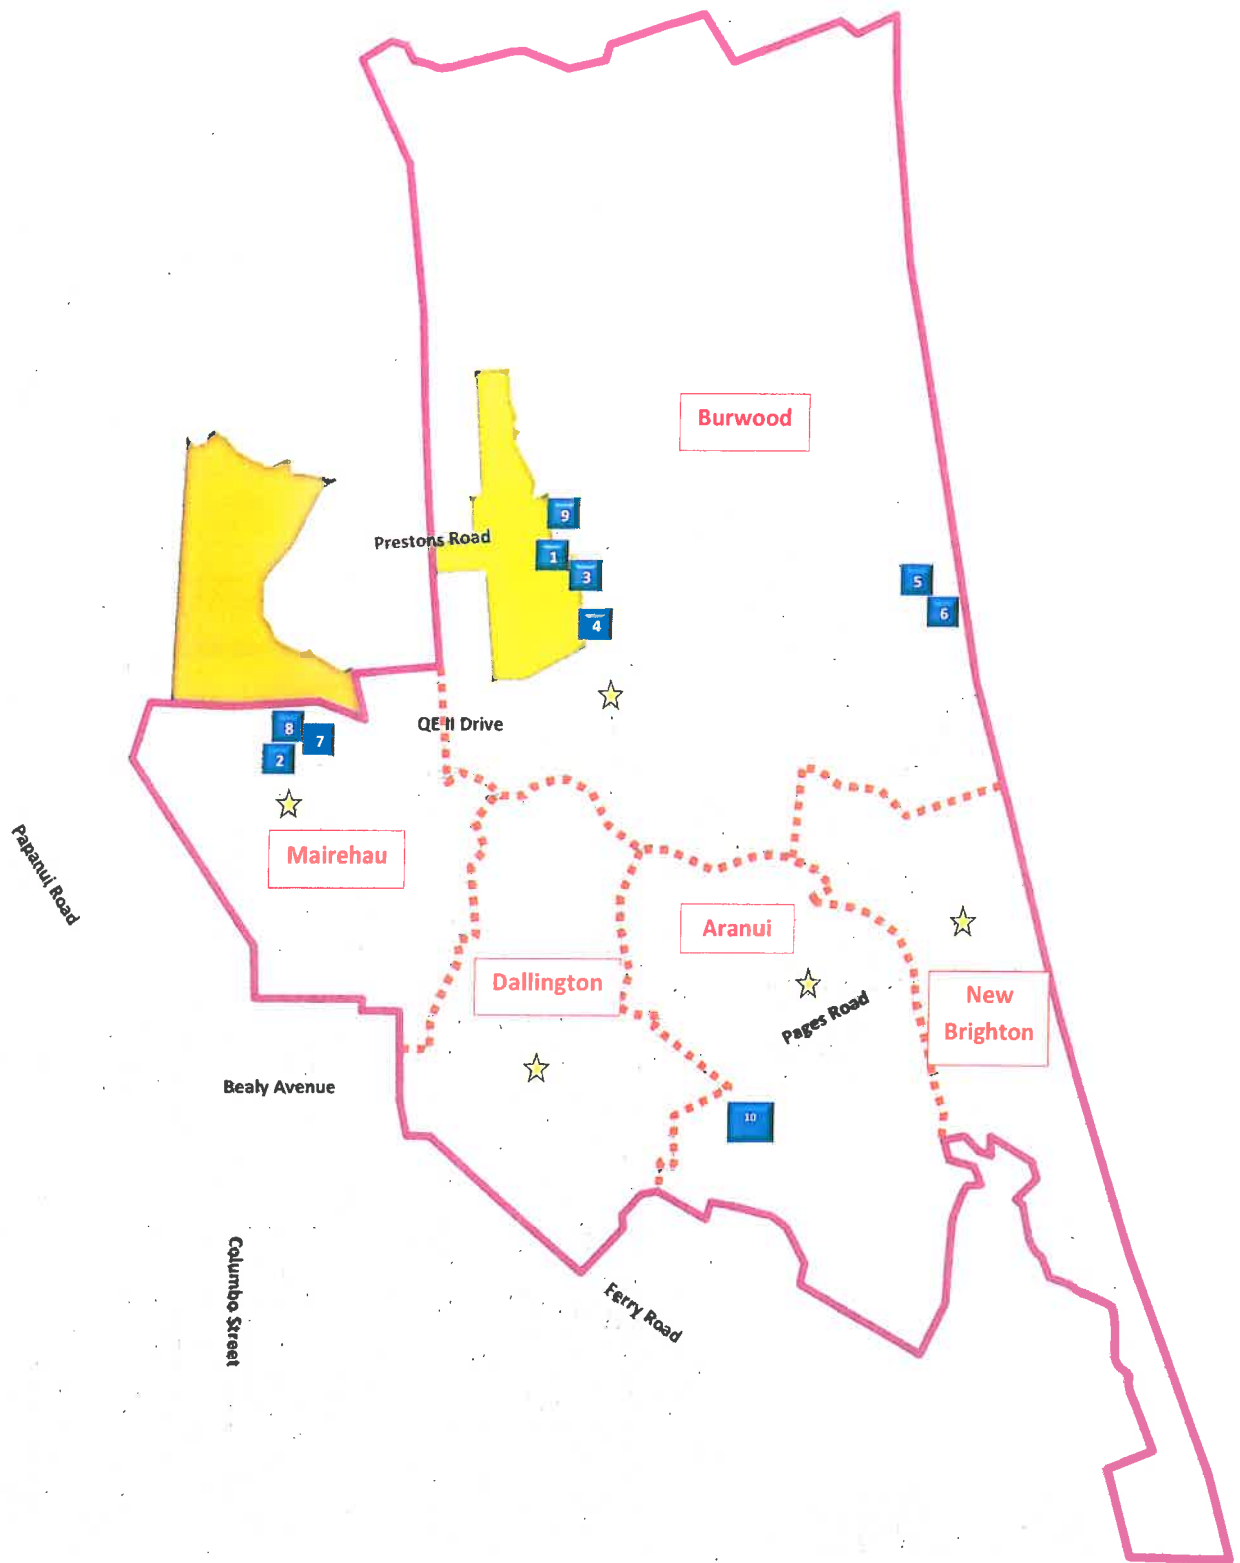 Burwood
9
Prestons Road
1
3
5
6
4
QE II Drive
8
7
2
Papanui Road
Mairehau
Aranui
Dallington
New
Brighton
Pages Road
Bealy Avenue
10
Columbo Street
Ferry Road